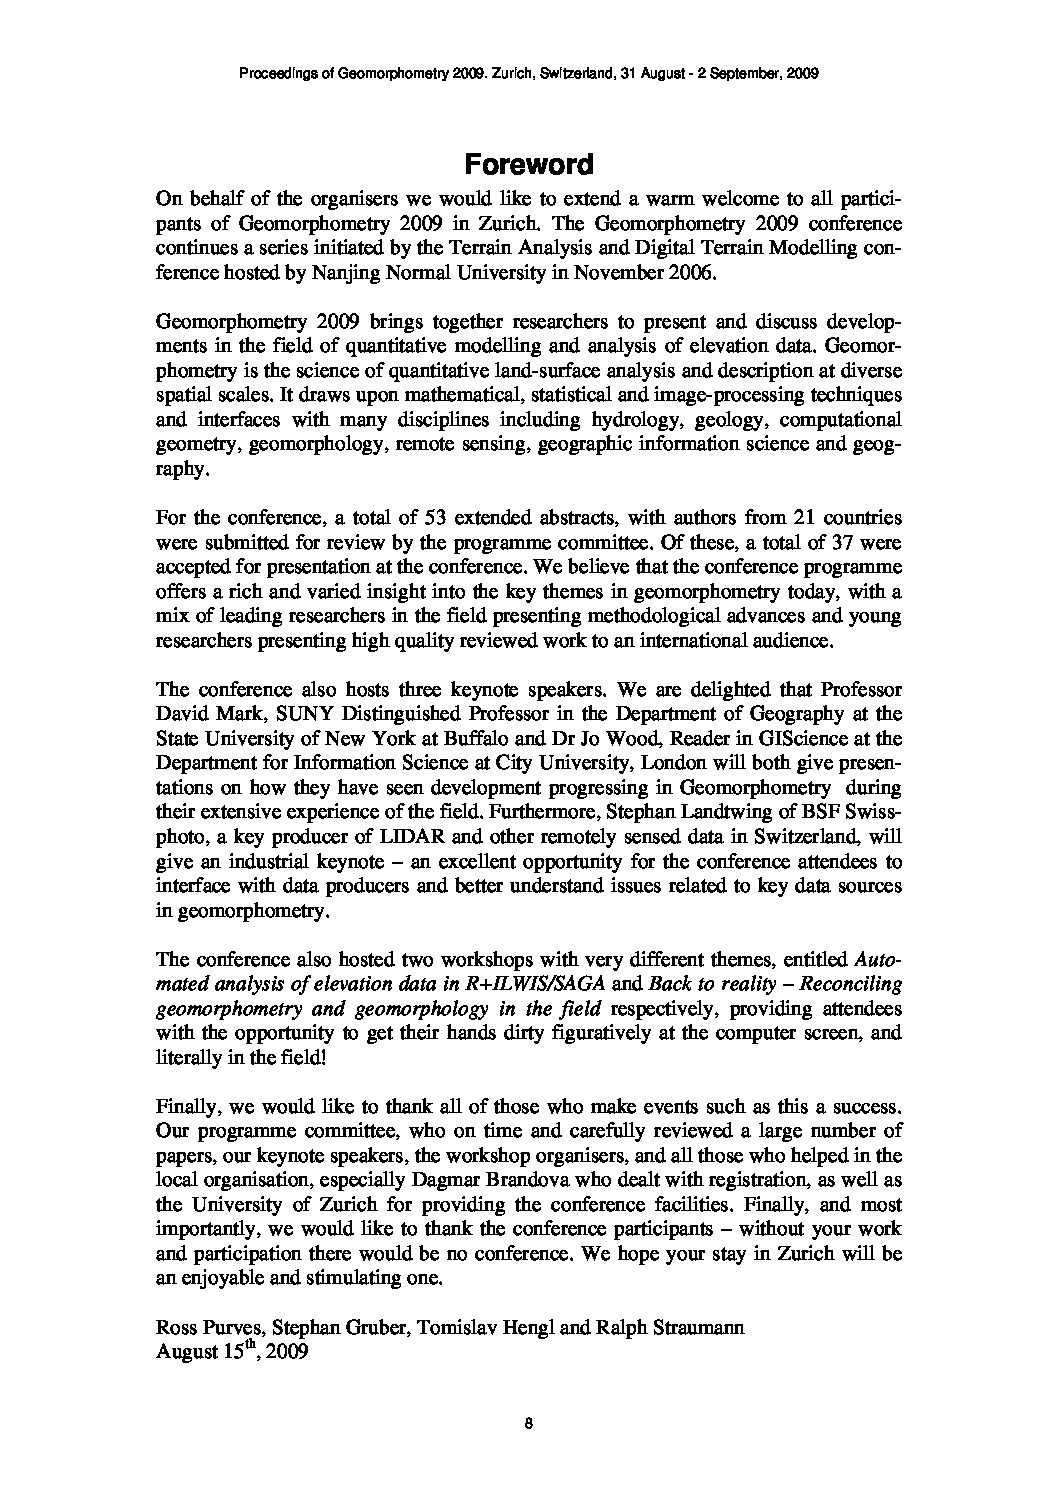 Proceedings of Geomorphometry 2009. Zurich, Switzerland, 31 August - 2 September, 2009
Foreword
On behalf of the organisers we would like to extend a warm welcome to all partici-
pants of Geomorphometry 2009 in Zurich. The Geomorphometry 2009 conference
continues a series initiated by the Terrain Analysis and Digital Terrain Modelling con-
ference hosted by Nanjing Normal University in November 2006.
Geomorphometry 2009 brings together researchers to present and discuss develop-
ments in the field of quantitative modelling and analysis of elevation data. Geomor-
phometry is the science of quantitative land-surface analysis and description at diverse
spatial scales. It draws upon mathematical, statistical and image-processing techniques
and interfaces with many disciplines including hydrology, geology, computational
geometry, geomorphology, remote sensing, geographic information science and geog-
raphy.
For the conference, a total of 53 extended abstracts, with authors from 21 countries
were submitted for review by the programme committee. Of these, a total of 37 were
accepted for presentation at the conference. We believe that the conference programme
offers a rich and varied insight into the key themes in geomorphometry today, with a
mix of leading researchers in the field presenting methodological advances and young
researchers presenting high quality reviewed work to an international audience.
The conference also hosts three keynote speakers. We are delighted that Professor
David Mark, SUNY Distinguished Professor in the Department of Geography at the
State University of New York at Buffalo and Dr Jo Wood, Reader in GIScience at the
Department for Information Science at City University, London will both give presen-
tations on how they have seen development progressing in Geomorphometry during
their extensive experience of the field. Furthermore, Stephan Landtwing of BSF Swiss-
photo, a key producer of LIDAR and other remotely sensed data in Switzerland, will
give an industrial keynote – an excellent opportunity for the conference attendees to
interface with data producers and better understand issues related to key data sources
in geomorphometry.
The conference also hosted two workshops with very different themes, entitled Auto-
mated analysis of elevation data in R+ILWIS/SAGA and Back to reality – Reconciling
geomorphometry and geomorphology in the field respectively, providing attendees
with the opportunity to get their hands dirty figuratively at the computer screen, and
literally in the field!
Finally, we would like to thank all of those who make events such as this a success.
Our programme committee, who on time and carefully reviewed a large number of
papers, our keynote speakers, the workshop organisers, and all those who helped in the
local organisation, especially Dagmar Brandova who dealt with registration, as well as
the University of Zurich for providing the conference facilities. Finally, and most
importantly, we would like to thank the conference participants – without your work
and participation there would be no conference. We hope your stay in Zurich will be
an enjoyable and stimulating one.
Ross Purves, Stephan Gruber, Tomislav Hengl and Ralph Straumann
August 15th, 2009
8